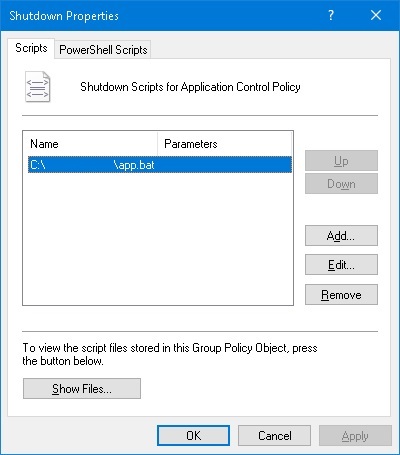 Shutdown Properties
?
Scripts PowerShell Scripts
Shutdown Scripts for Application Control Policy
Name Parameters
C:\ \app.bat
Up
Down
Add...
Edit...
Remove
To view the script files stored in this Group Policy Object, press
the button below.
Show Files...
OK Cancel Apply